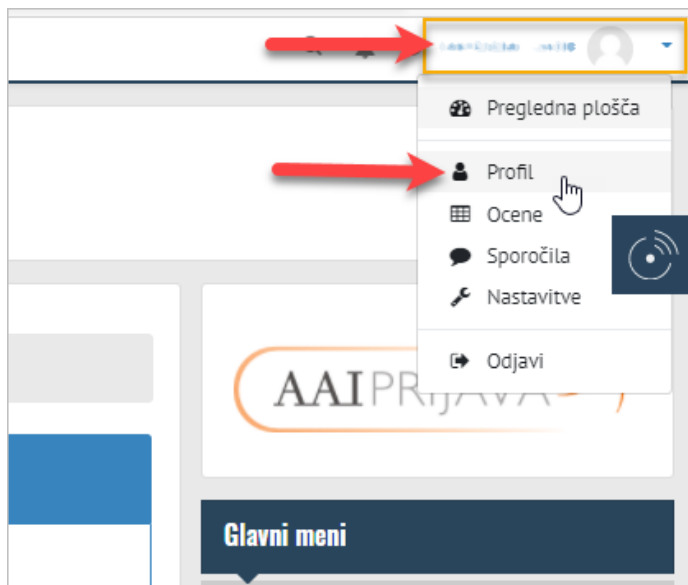 Pregledna plošča
Profil
Ocene
Sporočila
Nastavitve
Odjavi
AAI PRIJAVA
Glavni meni